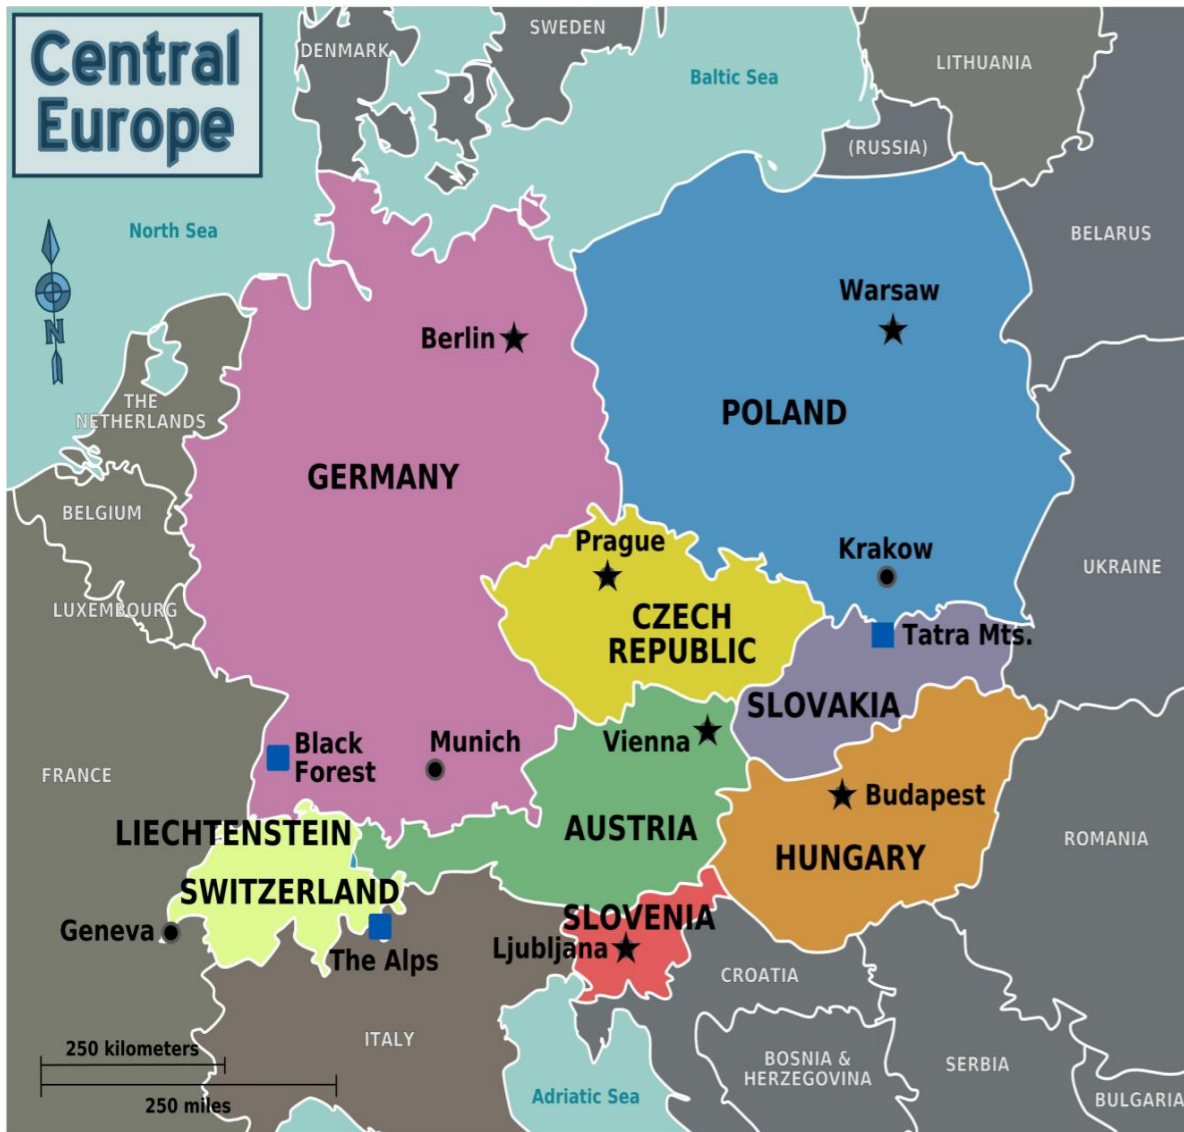 Central
Europe
DENMARK
SWEDEN
Baltic Sea
LITHUANIA
(RUSSIA)
North Sea
BELARUS
N
Warsaw
Berlin
THE
NETHERLANDS
POLAND
GERMANY
BELGIUM
Prague
Krakow
UKRAINE
LUXEMBOURG
CZECH
REPUBLIC
Tatra Mts.
SLOVAKIA
Black
Forest
Munich
Vienna
FRANCE
Budapest
LIECHTENSTEIN
AUSTRIA
ROMANIA
HUNGARY
SWITZERLAND
SLOVENIA
Geneva
Ljubljana
The Alps
CROATIA
ITALY
250 kilometers
BOSNIA &
HERZEGOVINA
SERBIA
Adriatic Sea
250 miles
BULGARIA